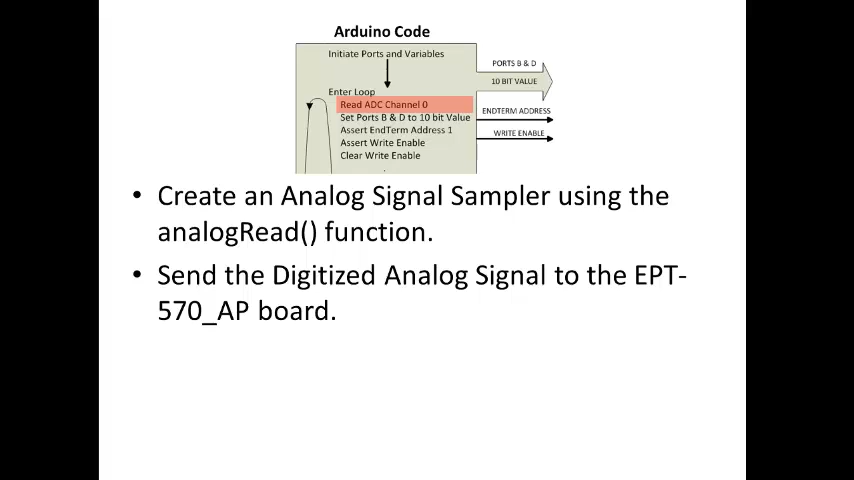 Arduino Code
Initiate Ports and Variables
PORTS B & D
10 BIT VALUE
Enter Loop
Read ADC Channel 0
Set Ports B & D to 10 bit Value
ENDTERM ADDRESS
Assert EndTerm Address 1
WRITE ENABLE
Assert Write Enable
Clear Write Enable
• Create an Analog Signal Sampler using the
analogRead() function.
• Send the Digitized Analog Signal to the EPT-
570_AP board.